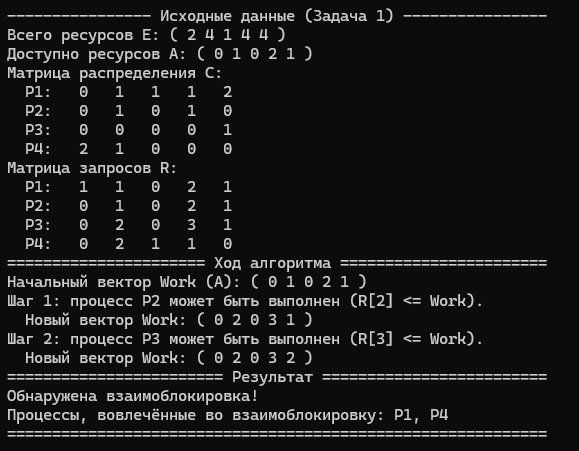 ---------------- Исходные данные (Задача 1) ----------------
Всего ресурсов E: ( 2 4 1 4 4 )
Доступно ресурсов A: ( 0 1 0 2 1 )
Матрица распределения C:
P1: 0 1 1 1 2
P2: 0 1 0 1 0
P3: 0 0 0 0 1
P4: 2 1 0 0 0
Матрица запросов R:
P1: 1 1 0 2 1
P2: 0 1 0 2 1
P3: 0 2 0 3 1
P4: 0 2 1 1 0
====================== Ход алгоритма =======================
Начальный вектор Work (A): ( 0 1 0 2 1 )
Шаг 1: процесс P2 может быть выполнен (R[2] <= Work).
Новый вектор Work: ( 0 2 0 3 1 )
Шаг 2: процесс P3 может быть выполнен (R[3] <= Work).
Новый вектор Work: ( 0 2 0 3 2 )
======================== Результат =========================
Обнаружена взаимоблокировка!
Процессы, вовлечённые во взаимоблокировку: P1, P4
============================================================